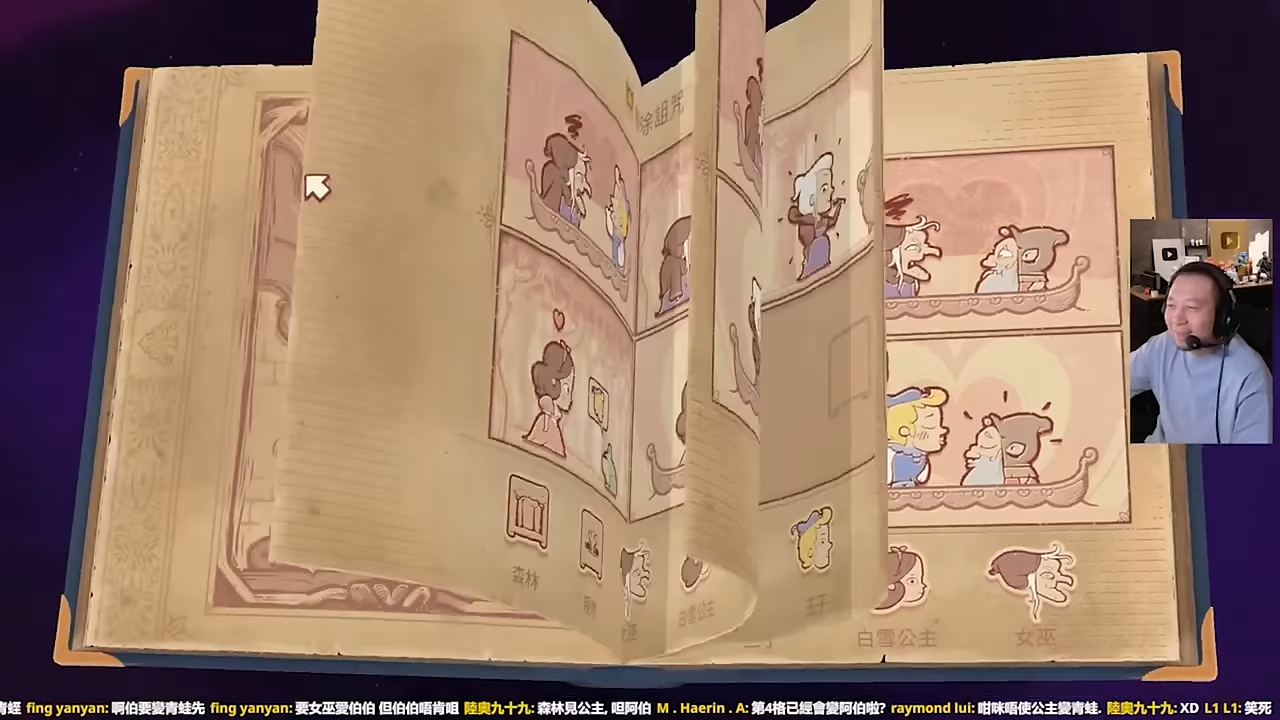 除詛咒
森林
白雪公主
王子
白雪公主
女巫
青蛭 fing yanyan: 啊伯要變青蛙先 fing yanyan: 要女巫愛伯伯 但伯伯唔肯咀 陸奧九十九: 森林見公主, 呾阿伯 M . Haerin . A: 第4格已經會變阿伯啦? raymond lui: 咁咪唔使公主變青蛙. 陸奧九十九: XD L1 L1: 笑死